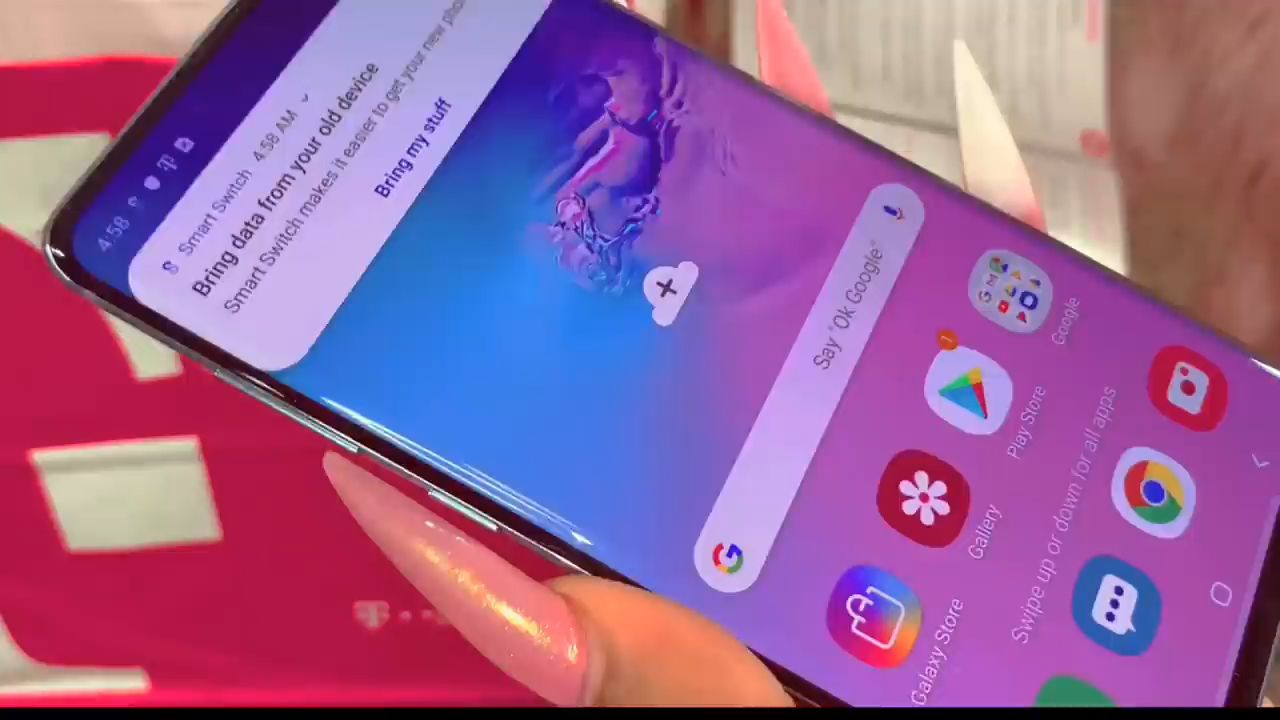 4:58
Smart Switch 4:58 AM
Bring data from your old device
Smart Switch makes it easier to get your new phon
Bring my stuff
Say "Ok Google"
Google
Play Store
Gallery
Galaxy Store
Swipe up or down for all apps